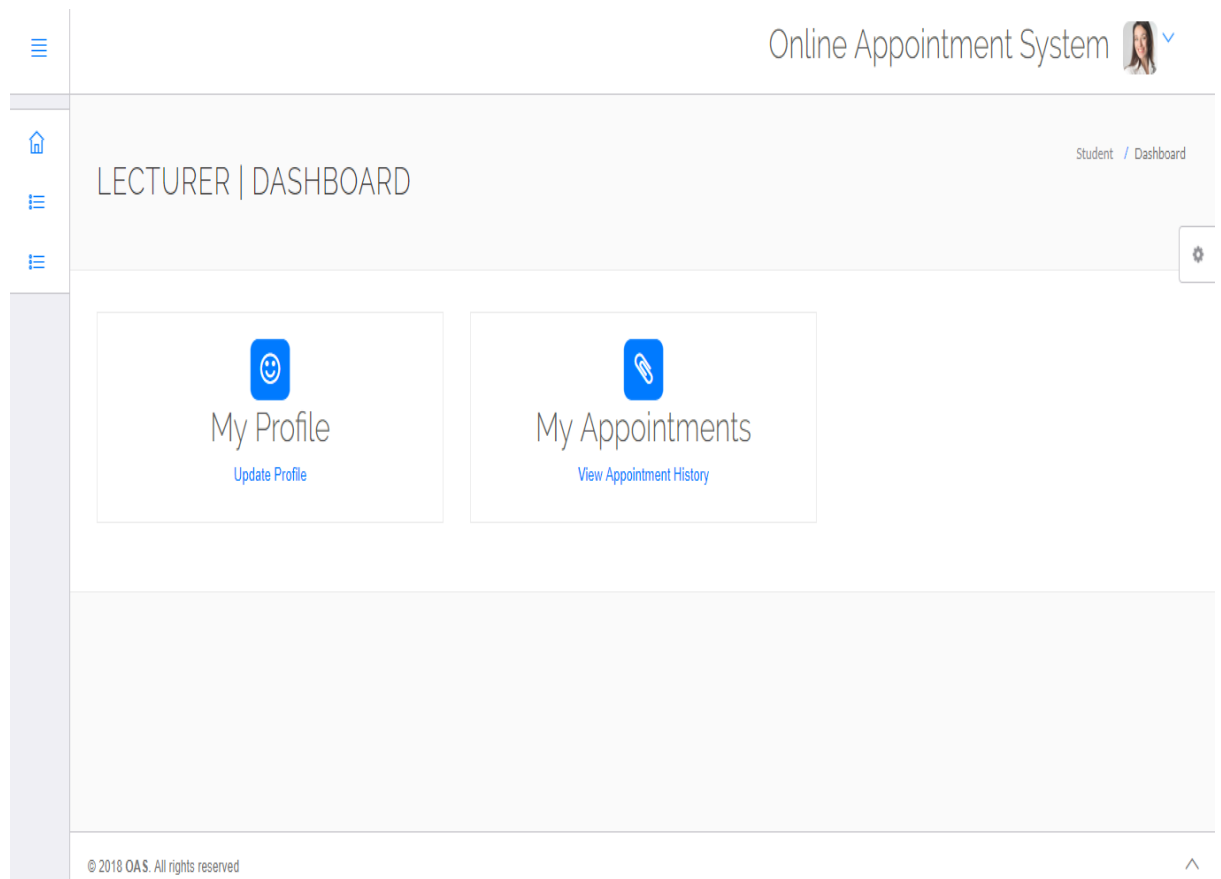 Online Appointment System
Student / Dashboard
LECTURER | DASHBOARD
My Profile
Update Profile
My Appointments
View Appointment History
© 2018 OAS. All rights reserved